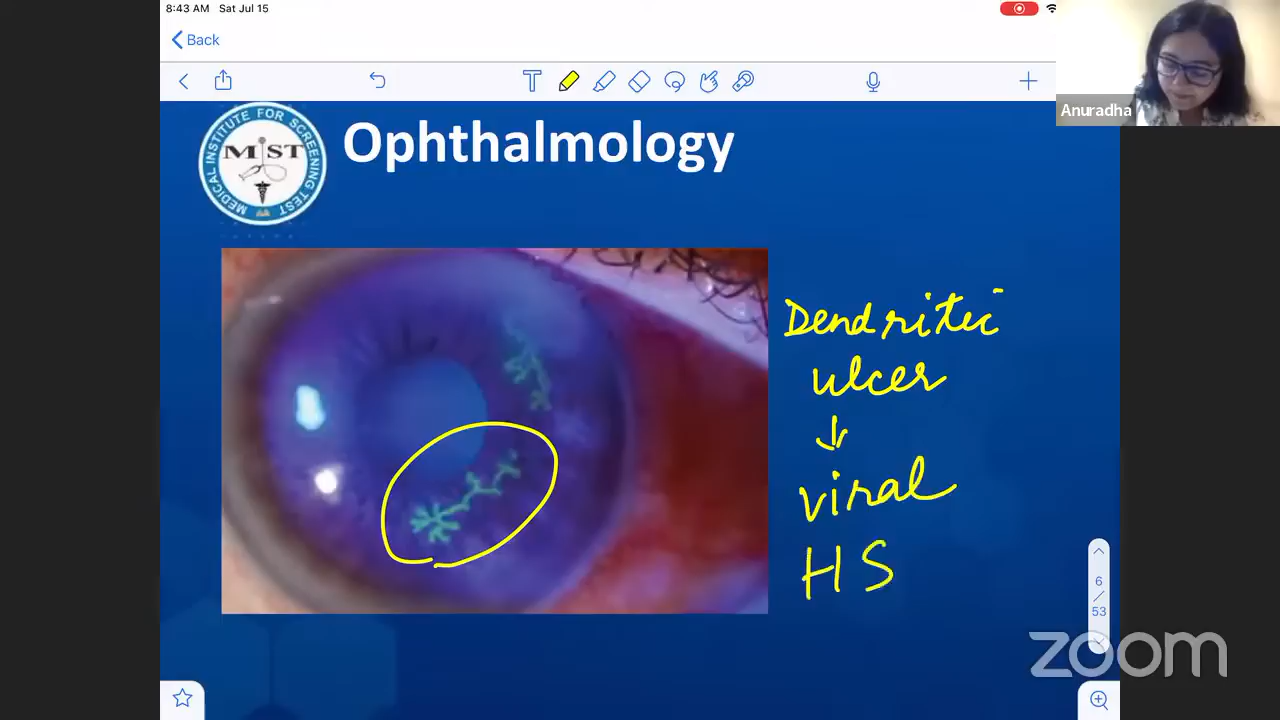 8:43 AM Sat Jul 15
Back
Anuradha
MEDICAL INSTITUTE FOR SCREENING TEST
MIST
Ophthalmology
Dendritic
ulcer
viral
HS
6
/
53
zoom